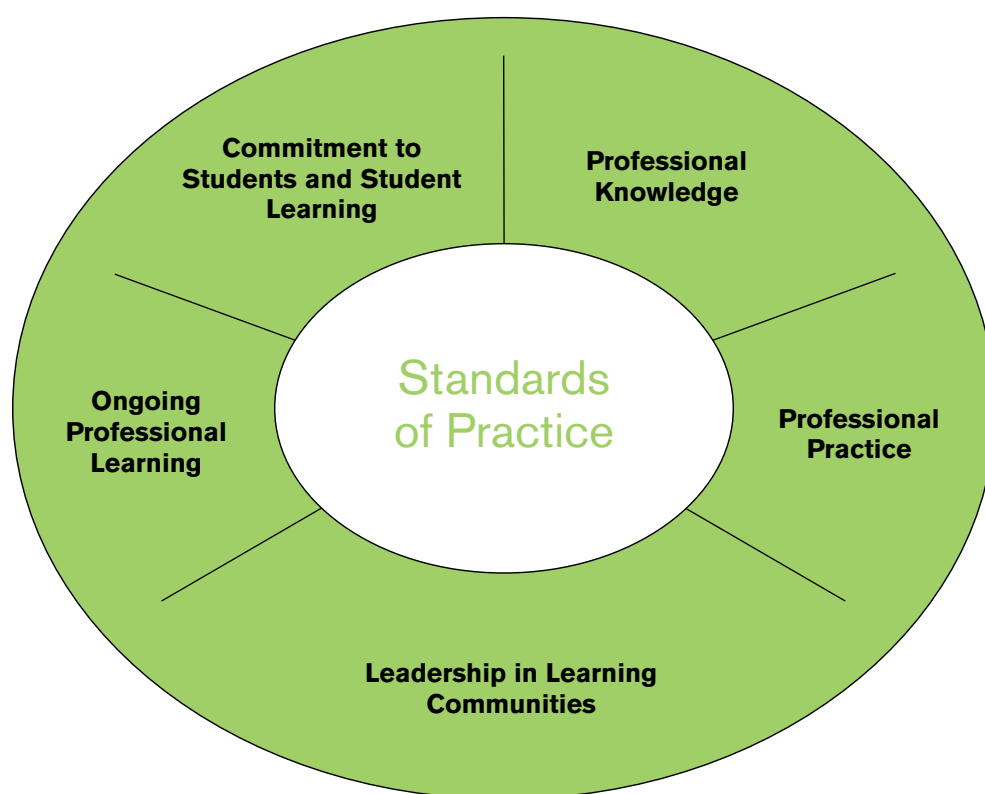 Commitment to
Students and Student
Learning
Professional
Knowledge
Ongoing
Professional
Learning
Standards
of Practice
Professional
Practice
Leadership in Learning
Communities